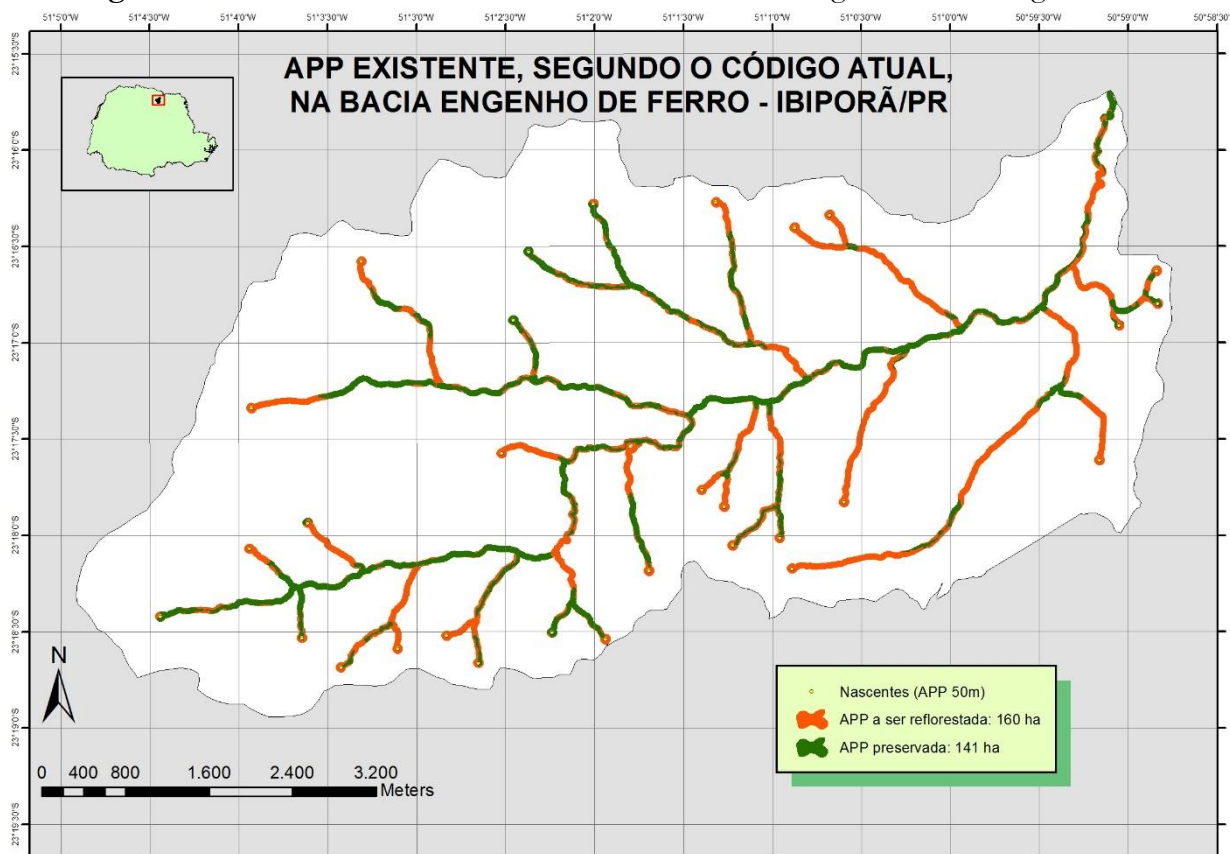 51°5'0"W 51°4'30"W 51°4'0"W 51°3'30"W 51°3'0"W 51°2'30"W 51°2'0"W 51°1'30"W 51°1'0"W 51°0'30"W 51°0'0"W 50°59'30"W 50°59'0"W 50°58'30"W
23°15'30"S
APP EXISTENTE, SEGUNDO O CÓDIGO ATUAL,
NA BACIA ENGENHO DE FERRO - IBIPORÃ/PR
23°16'0"S
23°16'30"S
23°17'0"S
23°17'30"S
23°18'0"S
23°18'30"S
N
Nascentes (APP 50m)
APP a ser reflorestada: 160 ha
APP preservada: 141 ha
23°19'0"S
0 400 800 1.600 2.400 3.200
Meters
23°19'30"S